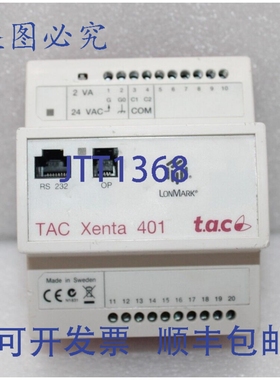 是图必究
1 2 3 4 5 6 7 8 9 10
2 VA
G G0 C1 C2
24 VAC COM
JTT1368
RS 232 OP LONMARK®
TAC Xenta 401 t.a.c
Made in Sweden
11 12 13 14 15 16 17 18 19 20
可开发票 顺丰包邮